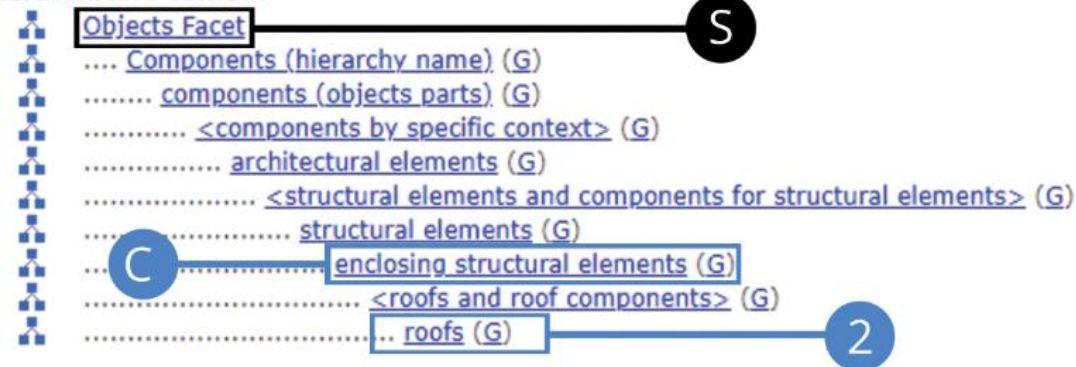 Objects Facet S
.... Components (hierarchy name) (G)
........ components (objects parts) (G)
............ <components by specific context> (G)
................ architectural elements (G)
.................... <structural elements and components for structural elements> (G)
........................ structural elements (G)
... C ................ enclosing structural elements (G)
................................ <roofs and roof components> (G)
.................................... roofs (G) 2